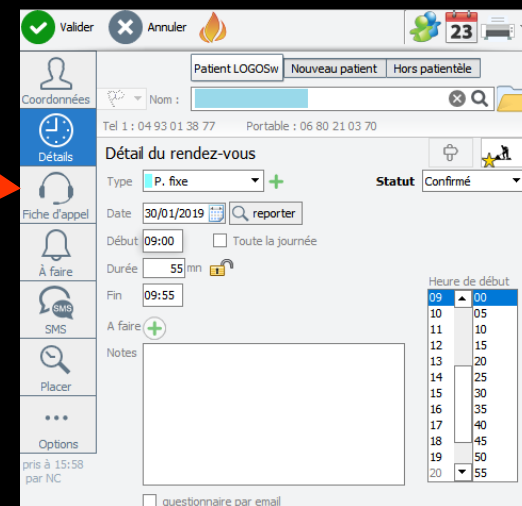 Valider Annuler 23
Patient LOGOSw Nouveau patient Hors patientèle
Coordonnées
Nom :
Tel 1 : 04 93 01 38 77 Portable : 06 80 21 03 70
Détails
Détail du rendez-vous
Type P. fixe Statut Confirmé
Fiche d'appel
Date 30/01/2019 reporter
Début 09:00 Toute la journée
À faire
Durée 55 mn
Fin 09:55
Heure de début
09 00
10 05
11 10
12 15
13 20
14 25
15 30
16 35
17 40
18 45
19 50
20 55
A faire
SMS
SMS
Notes
Placer
Options
pris à 15:58
par NC
questionnaire par email